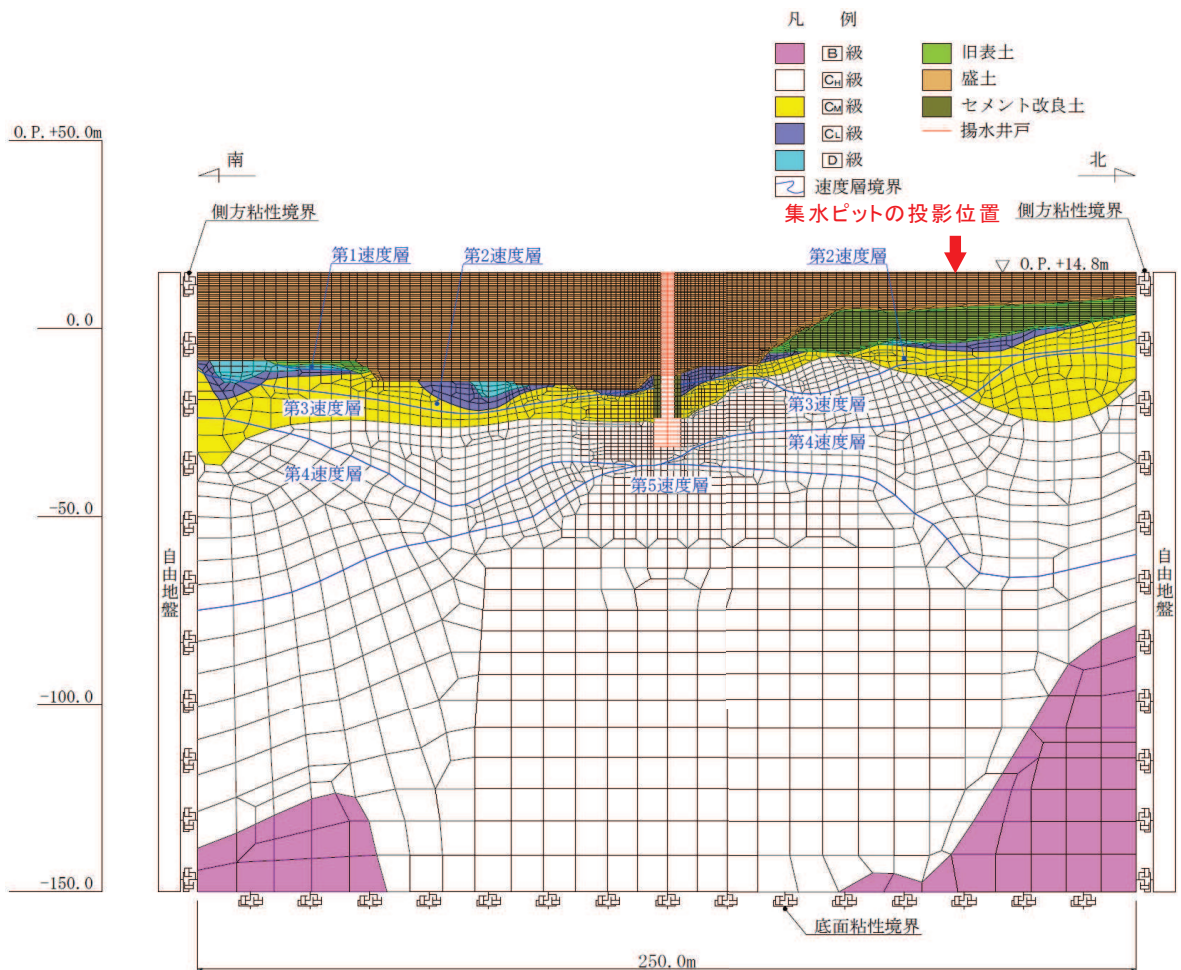 凡 例
B級
CH級
CM級
CL級
D級
速度層境界
旧表土
盛土
セメント改良土
揚水井戸
O.P.+50.0m
南
北
集水ピットの投影位置
側方粘性境界
側方粘性境界
第1速度層
第2速度層
第2速度層
O.P.+14.8m
0.0
第3速度層
第3速度層
第4速度層
第4速度層
第5速度層
-50.0
自由地盤
自由地盤
-100.0
-150.0
底面粘性境界
250.0m